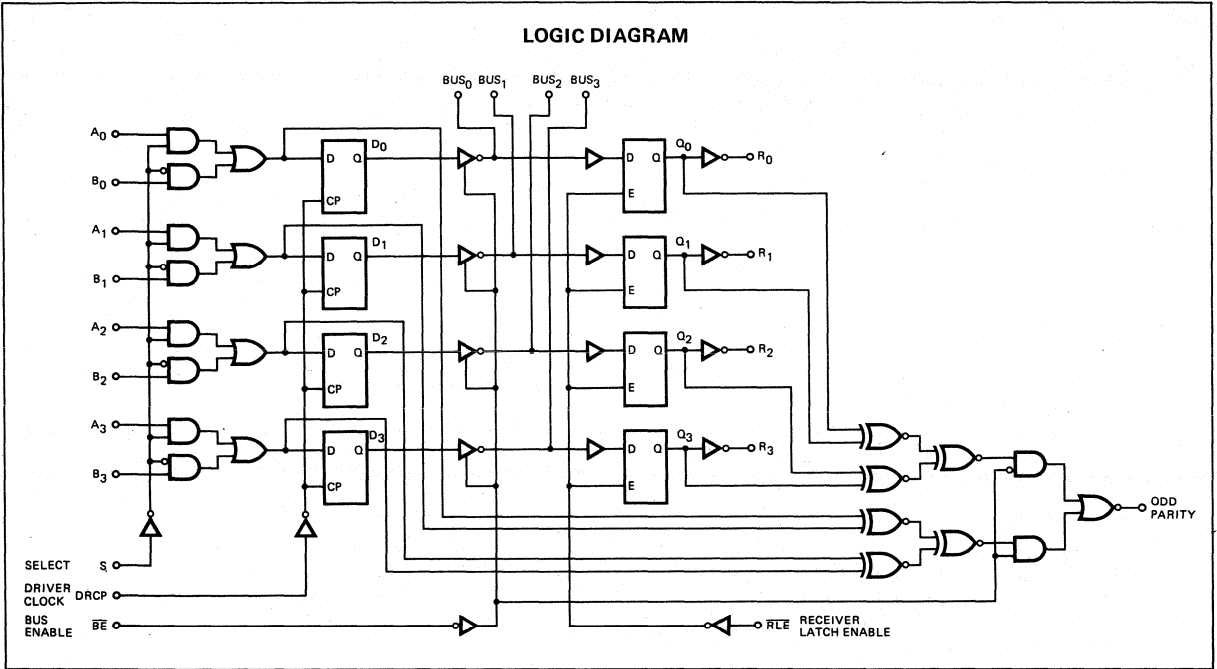 LOGIC DIAGRAM
BUS₀ BUS₁ BUS₂ BUS₃
A₀
B₀
D Q
CP
D₀
D Q
E
Q₀
R₀
A₁
B₁
D Q
CP
D₁
D Q
E
Q₁
R₁
A₂
B₂
D Q
CP
D₂
D Q
E
Q₂
R₂
A₃
B₃
D Q
CP
D₃
D Q
E
Q₃
R₃
ODD
PARITY
SELECT S
DRIVER
CLOCK DRCP
BUS
ENABLE B̅E̅
R̅L̅E̅ RECEIVER
LATCH ENABLE